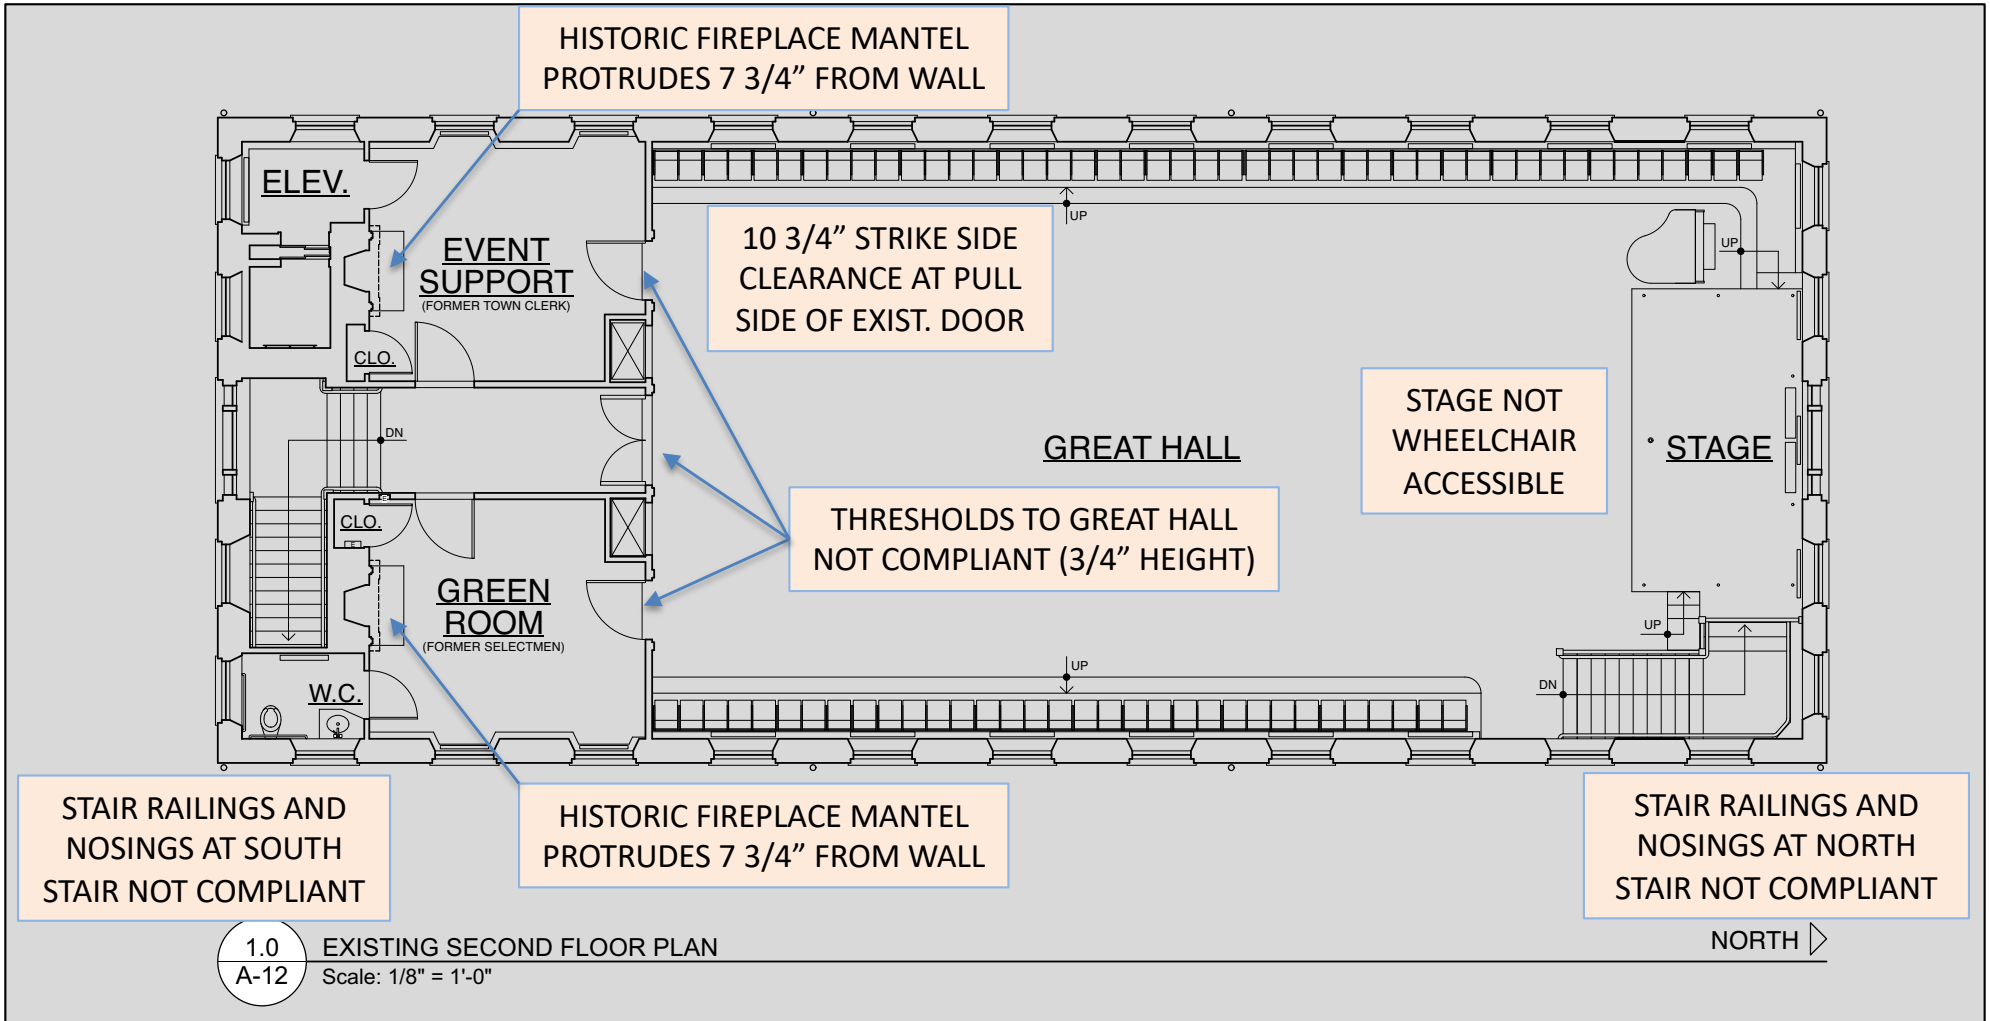 HISTORIC FIREPLACE MANTEL
PROTRUDES 7 3/4” FROM WALL
ELEV.
EVENT
SUPPORT
(FORMER TOWN CLERK)
CLO.
UP
10 3/4” STRIKE SIDE
CLEARANCE AT PULL
SIDE OF EXIST. DOOR
UP
DN
GREAT HALL
STAGE NOT
WHEELCHAIR
ACCESSIBLE
STAGE
THRESHOLDS TO GREAT HALL
NOT COMPLIANT (3/4” HEIGHT)
E
CLO.
E
GREEN
ROOM
(FORMER SELECTMEN)
W.C.
UP
UP
DN
STAIR RAILINGS AND
NOSINGS AT SOUTH
STAIR NOT COMPLIANT
HISTORIC FIREPLACE MANTEL
PROTRUDES 7 3/4” FROM WALL
STAIR RAILINGS AND
NOSINGS AT NORTH
STAIR NOT COMPLIANT
1.0
A-12
EXISTING SECOND FLOOR PLAN
Scale: 1/8" = 1'-0"
NORTH